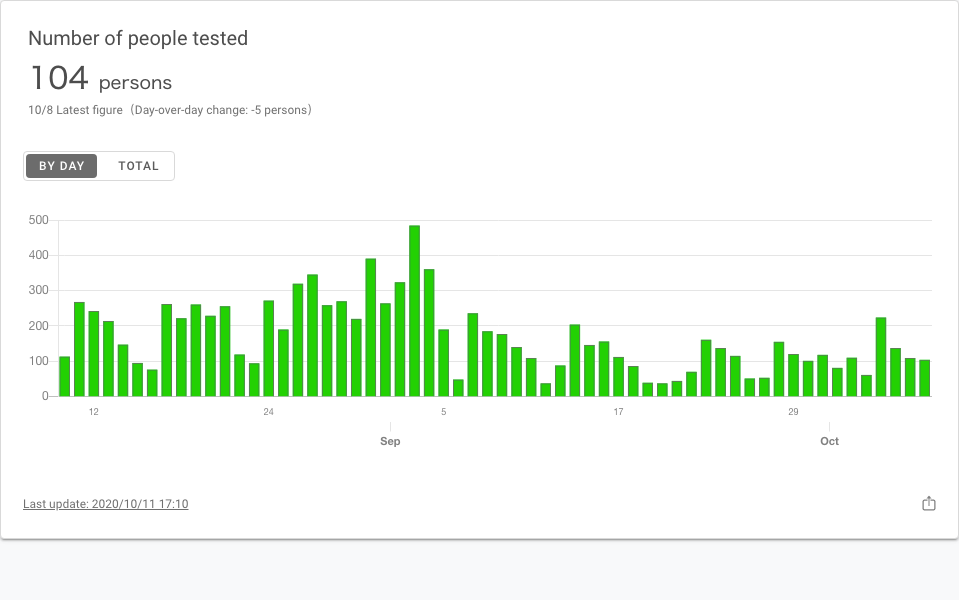 Number of people tested
104 persons
10/8 Latest figure（Day-over-day change: -5 persons）
BY DAY TOTAL
500
400
300
200
100
0
12 24 5 17 29
Sep Oct
Last update: 2020/10/11 17:10